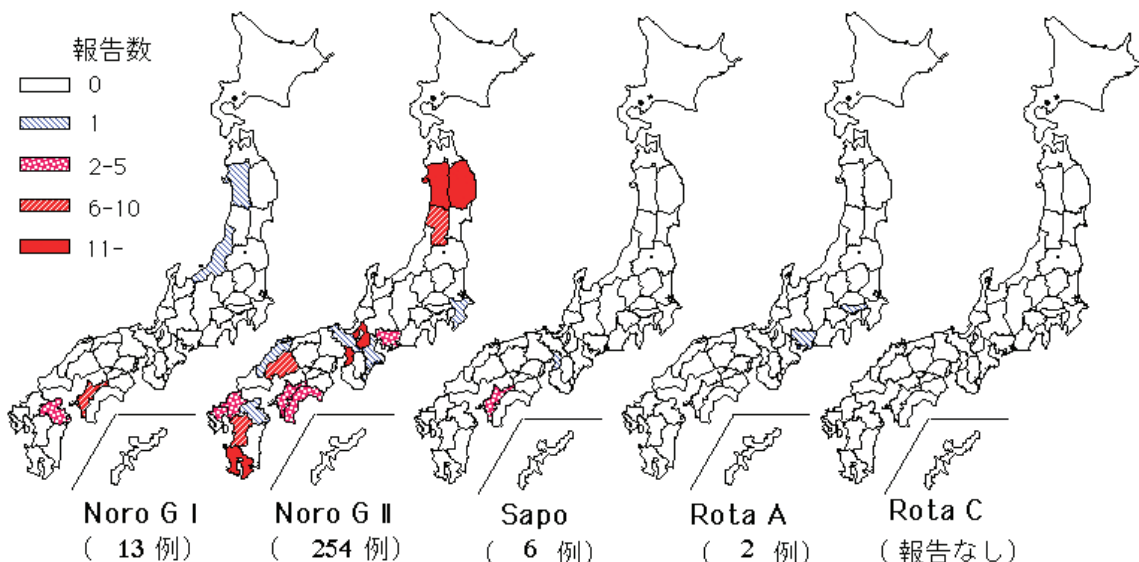 報告数
0
1
2-5
6-10
11-
Noro G I
( 13 例)
Noro G II
( 254 例)
Sapo
( 6 例)
Rota A
( 2 例)
Rota C
(報告なし)